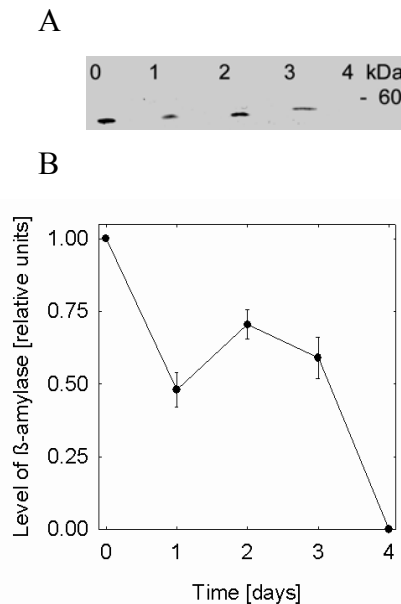 A
0 1 2 3 4 kDa
- 60
B
Level of ß-amylase [relative units]
1.00
0.75
0.50
0.25
0.00
0 1 2 3 4
Time [days]